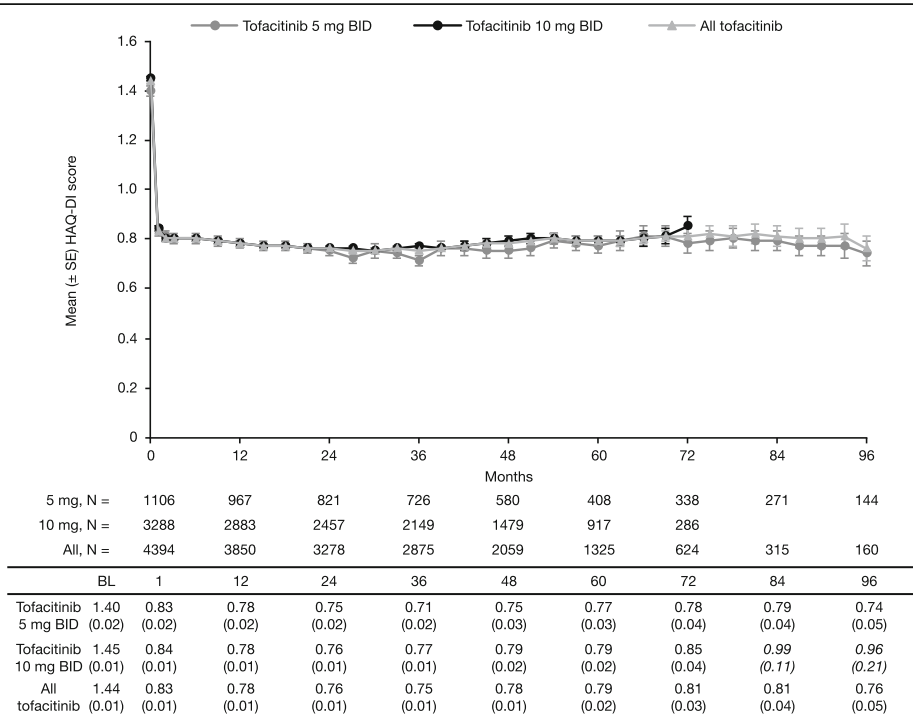 Tofacitinib 5 mg BID Tofacitinib 10 mg BID All tofacitinib
1.6
1.4
1.2
1.0
0.8
0.6
0.4
0.2
0
Mean (± SE) HAQ-DI score
0 12 24 36 48 60 72 84 96
Months
5 mg, N = 1106 967 821 726 580 408 338 271 144
10 mg, N = 3288 2883 2457 2149 1479 917 286
All, N = 4394 3850 3278 2875 2059 1325 624 315 160
BL 1 12 24 36 48 60 72 84 96
Tofacitinib 1.40 0.83 0.78 0.75 0.71 0.75 0.77 0.78 0.79 0.74
5 mg BID (0.02) (0.02) (0.02) (0.02) (0.02) (0.03) (0.03) (0.04) (0.04) (0.05)
Tofacitinib 1.45 0.84 0.78 0.76 0.77 0.79 0.79 0.85 0.99 0.96
10 mg BID (0.01) (0.01) (0.01) (0.01) (0.01) (0.02) (0.02) (0.04) (0.11) (0.21)
All 1.44 0.83 0.78 0.76 0.75 0.78 0.79 0.81 0.81 0.76
tofacitinib (0.01) (0.01) (0.01) (0.01) (0.01) (0.01) (0.02) (0.03) (0.04) (0.05)